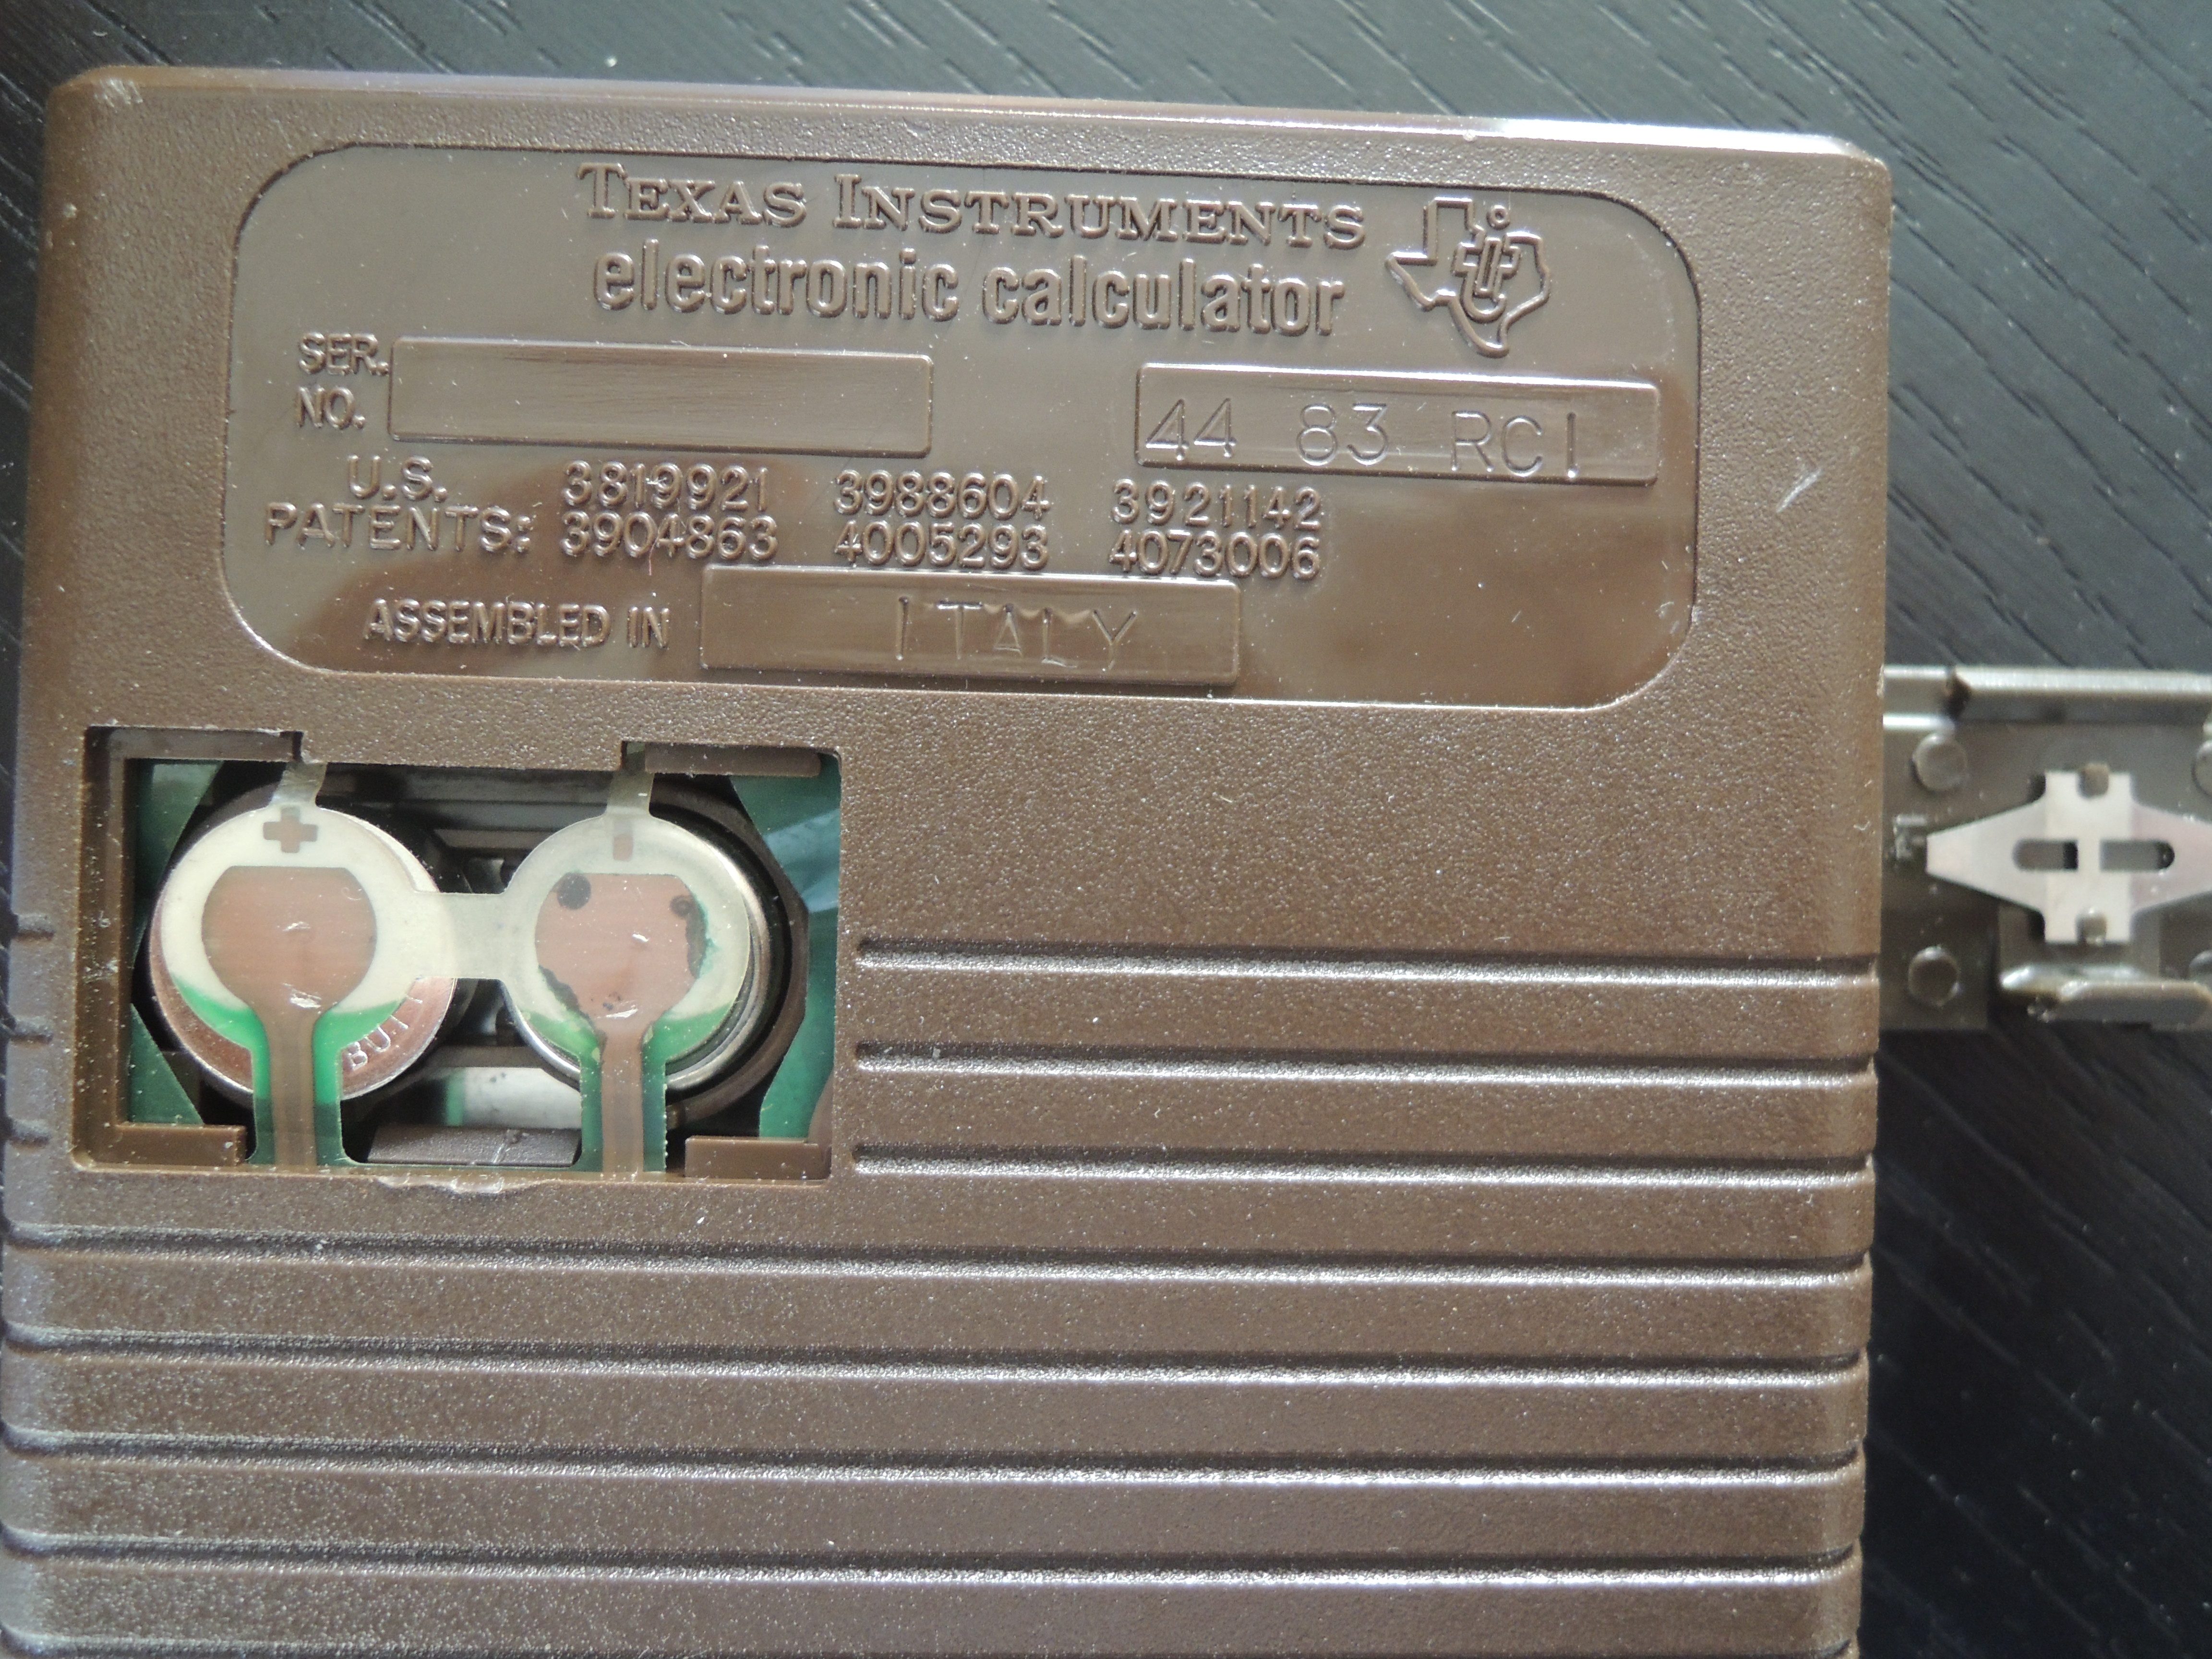 TEXAS INSTRUMENTS
electronic calculator
SER.
NO.
44 83 RCI
U.S. 3819921 3988604 3921142
PATENTS: 3904863 4005293 4073006
ASSEMBLED IN ITALY
+
-